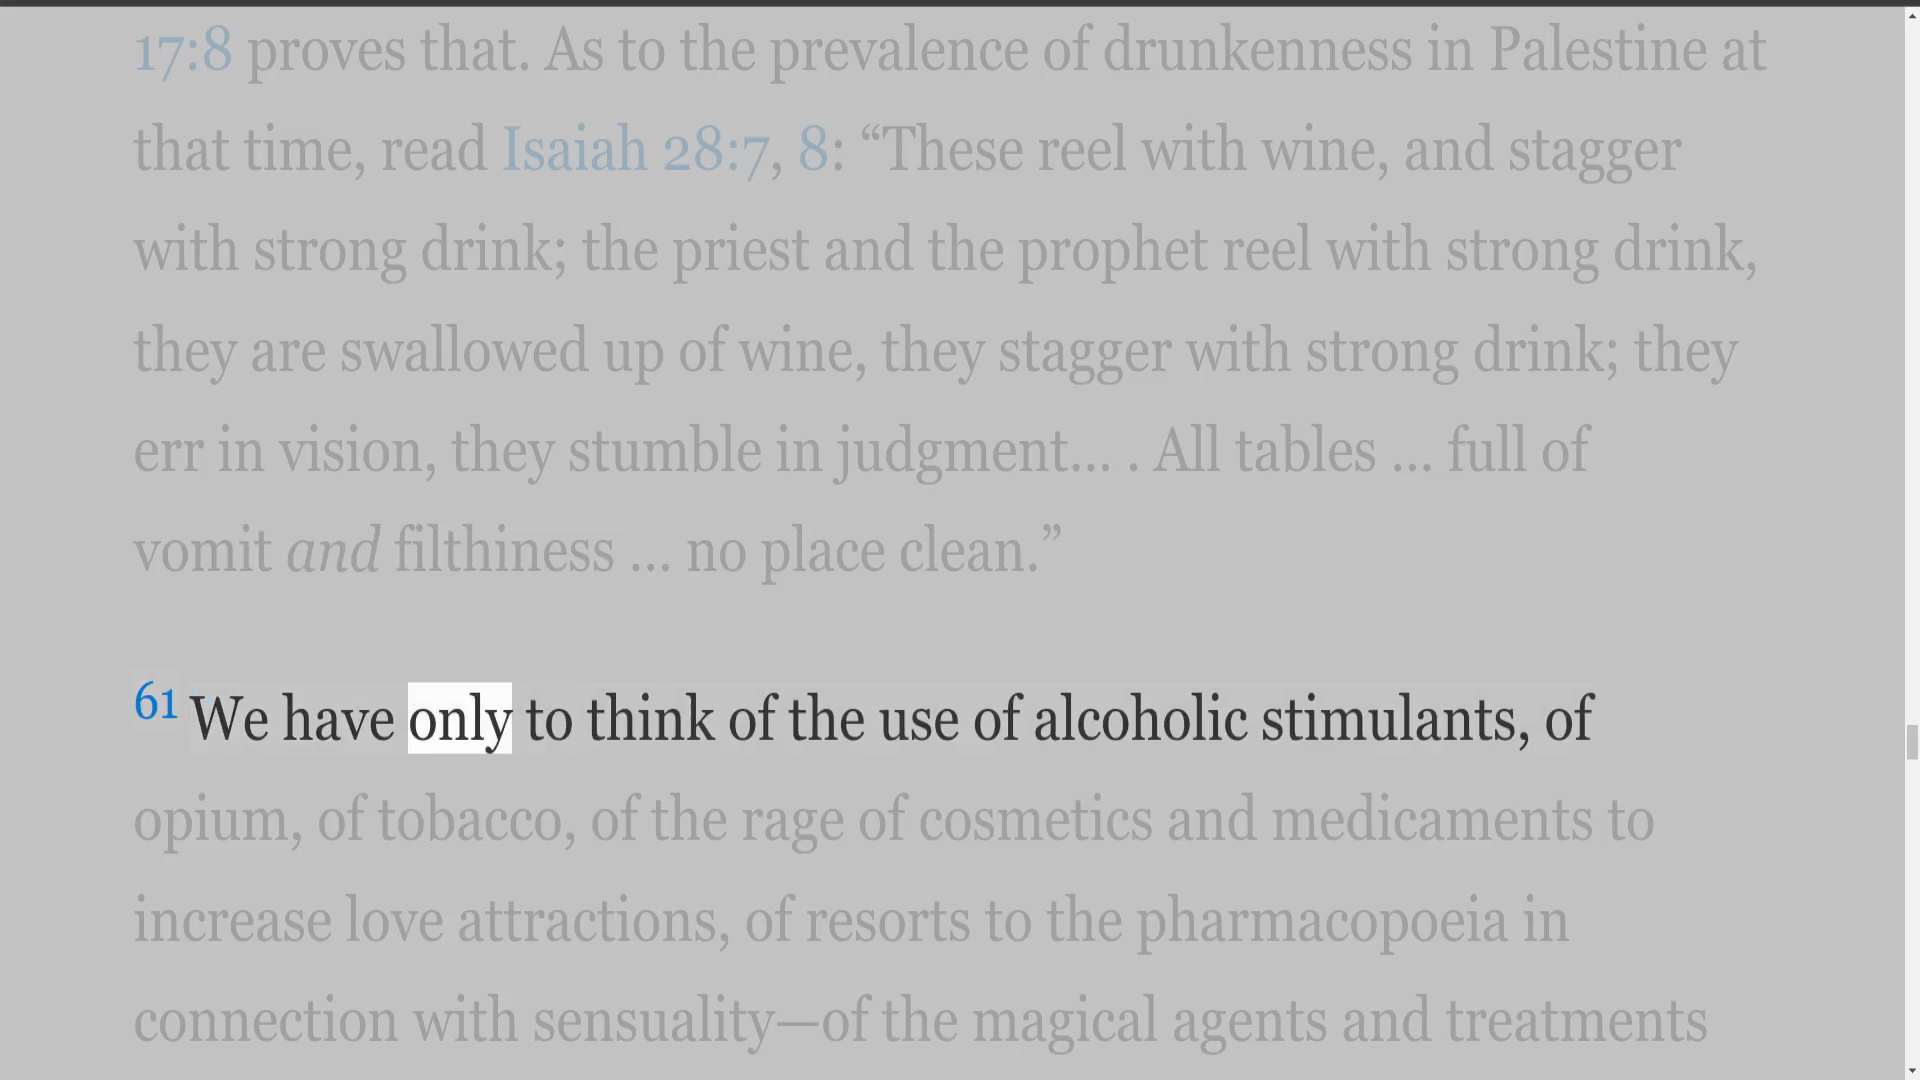 17:8 proves that. As to the prevalence of drunkenness in Palestine at
that time, read Isaiah 28:7, 8: “These reel with wine, and stagger
with strong drink; the priest and the prophet reel with strong drink,
they are swallowed up of wine, they stagger with strong drink; they
err in vision, they stumble in judgment... . All tables ... full of
vomit and filthiness ... no place clean.”
61 We have only to think of the use of alcoholic stimulants, of
opium, of tobacco, of the rage of cosmetics and medicaments to
increase love attractions, of resorts to the pharmacopoeia in
connection with sensuality—of the magical agents and treatments